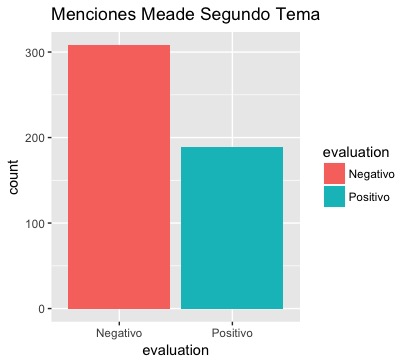 Menciones Meade Segundo Tema
count
300
200
100
0
Negativo
Positivo
evaluation
evaluation
Negativo
Positivo